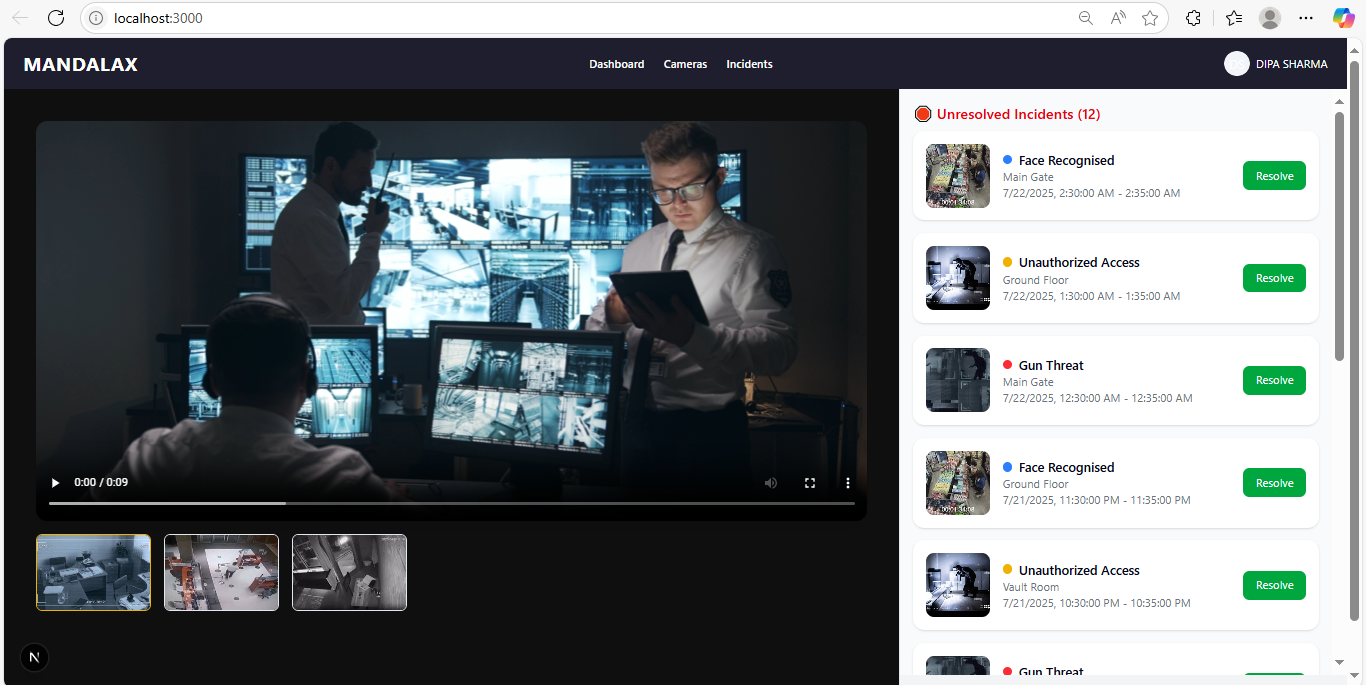 localhost:3000
MANDALAX
Dashboard
Cameras
Incidents
DS
DIPA SHARMA
0:00 / 0:09
N
Unresolved Incidents (12)
Face Recognised
Main Gate
7/22/2025, 2:30:00 AM - 2:35:00 AM
Resolve
Unauthorized Access
Ground Floor
7/22/2025, 1:30:00 AM - 1:35:00 AM
Resolve
Gun Threat
Main Gate
7/22/2025, 12:30:00 AM - 12:35:00 AM
Resolve
Face Recognised
Ground Floor
7/21/2025, 11:30:00 PM - 11:35:00 PM
Resolve
Unauthorized Access
Vault Room
7/21/2025, 10:30:00 PM - 10:35:00 PM
Resolve
Gun Threat